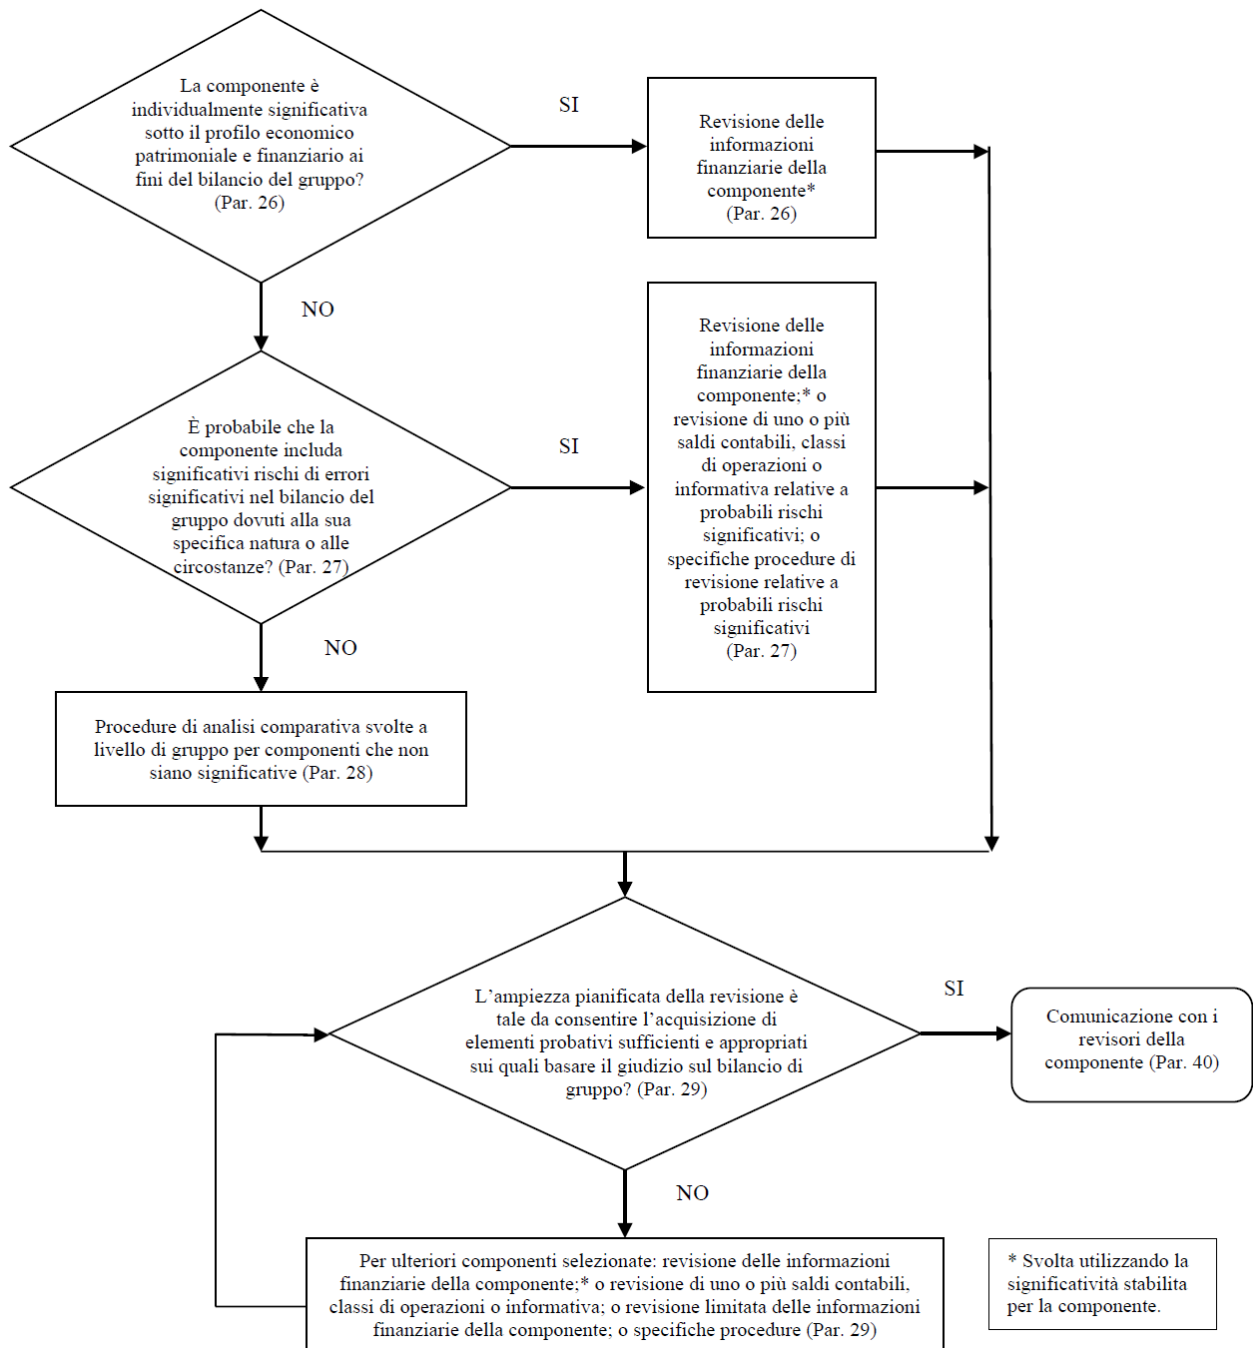 La componente è
individualmente significativa
sotto il profilo economico
patrimoniale e finanziario ai
fini del bilancio del gruppo?
(Par. 26)
SI
Revisione delle
informazioni
finanziarie della
componente*
(Par. 26)
NO
È probabile che la
componente includa
significativi rischi di errori
significativi nel bilancio del
gruppo dovuti alla sua
specifica natura o alle
circostanze? (Par. 27)
SI
Revisione delle
informazioni
finanziarie della
componente;* o
revisione di uno o più
saldi contabili, classi
di operazioni o
informativa relative a
probabili rischi
significativi; o
specifiche procedure di
revisione relative a
probabili rischi
significativi
(Par. 27)
NO
Procedure di analisi comparativa svolte a
livello di gruppo per componenti che non
siano significative (Par. 28)
L’ampiezza pianificata della revisione è
tale da consentire l’acquisizione di
elementi probativi sufficienti e appropriati
sui quali basare il giudizio sul bilancio di
gruppo? (Par. 29)
SI
Comunicazione con i
revisori della
componente (Par. 40)
NO
Per ulteriori componenti selezionate: revisione delle informazioni
finanziarie della componente;* o revisione di uno o più saldi contabili,
classi di operazioni o informativa; o revisione limitata delle informazioni
finanziarie della componente; o specifiche procedure (Par. 29)
* Svolta utilizzando la
significatività stabilita
per la componente.